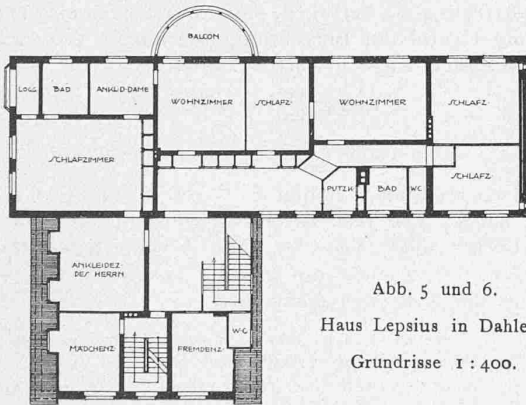 BALCON
LOGG.
BAD
ANKLD-DAME
WOHNZIMMER
SCHLAFZ.
WOHNZIMMER
SCHLAFZ.
SCHLAFZIMMER
PUTZK
BAD
WC
SCHLAFZ.
ANKLEIDEZ.
DES HERRN
MÄDCHENZ.
FREMDENZ.
W.C.
Abb. 5 und 6.
Haus Lepsius in Dahle
Grundrisse 1 : 400.